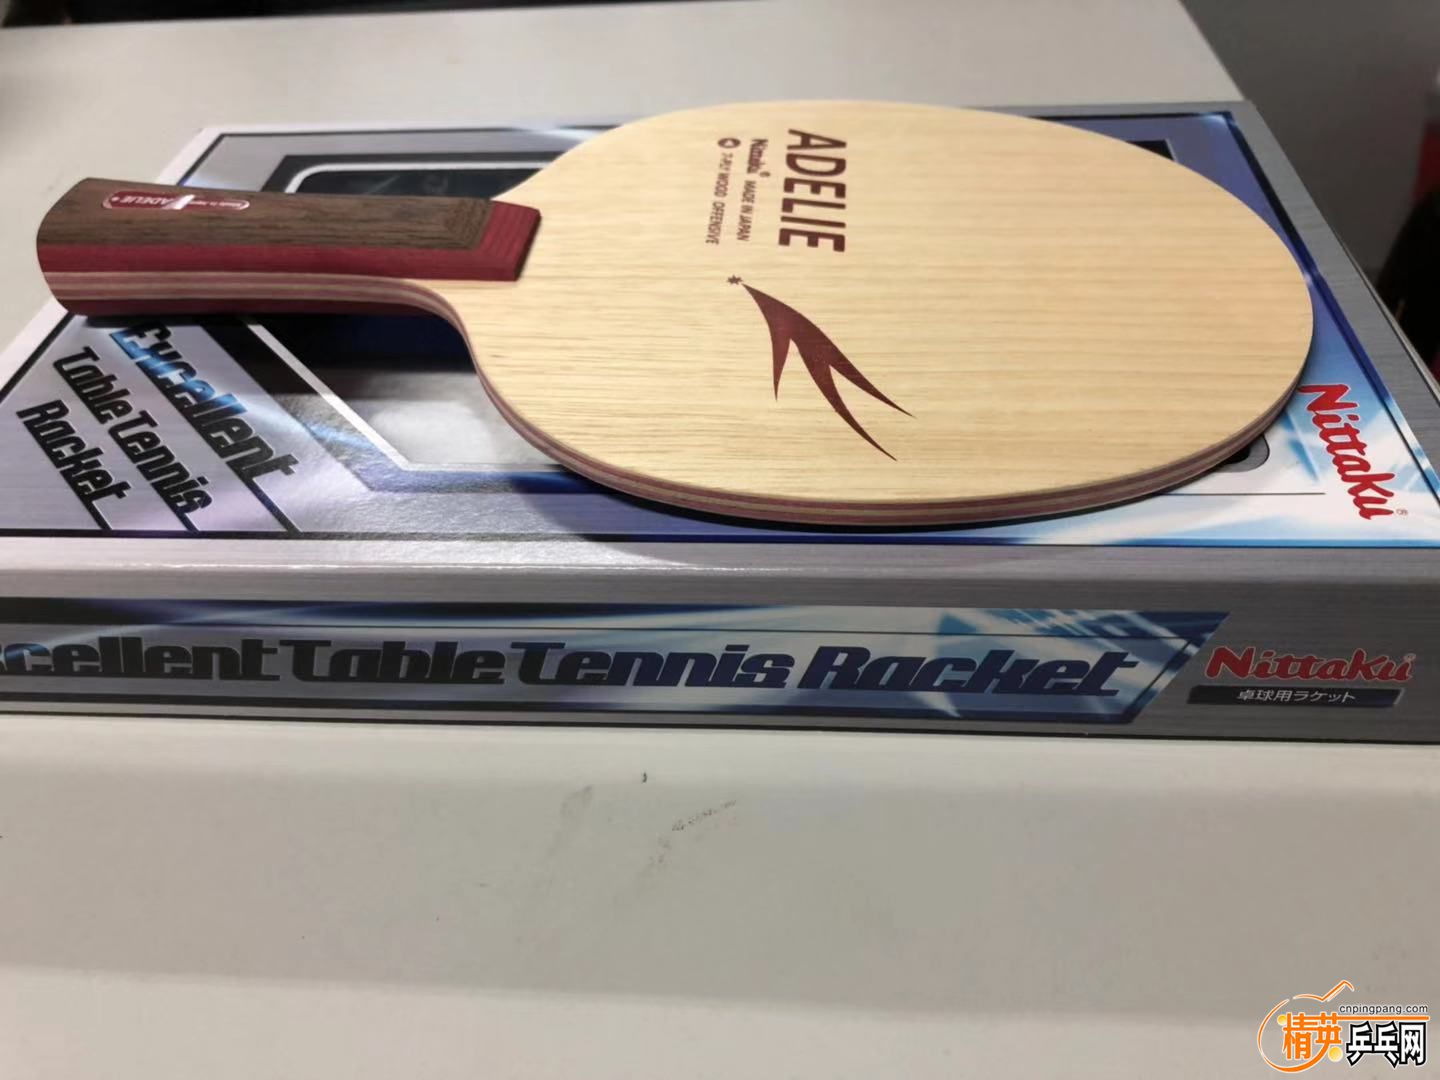 ADELIE
Nittaku® MADE IN JAPAN
7-PLY WOOD OFFENSIVE
ADELIE
Excellent
Table Tennis
Racket
Nittaku®
xcellent Table Tennis Racket
Nittaku®
卓球用ラケット
cnpingpang.com
精英乒乓网